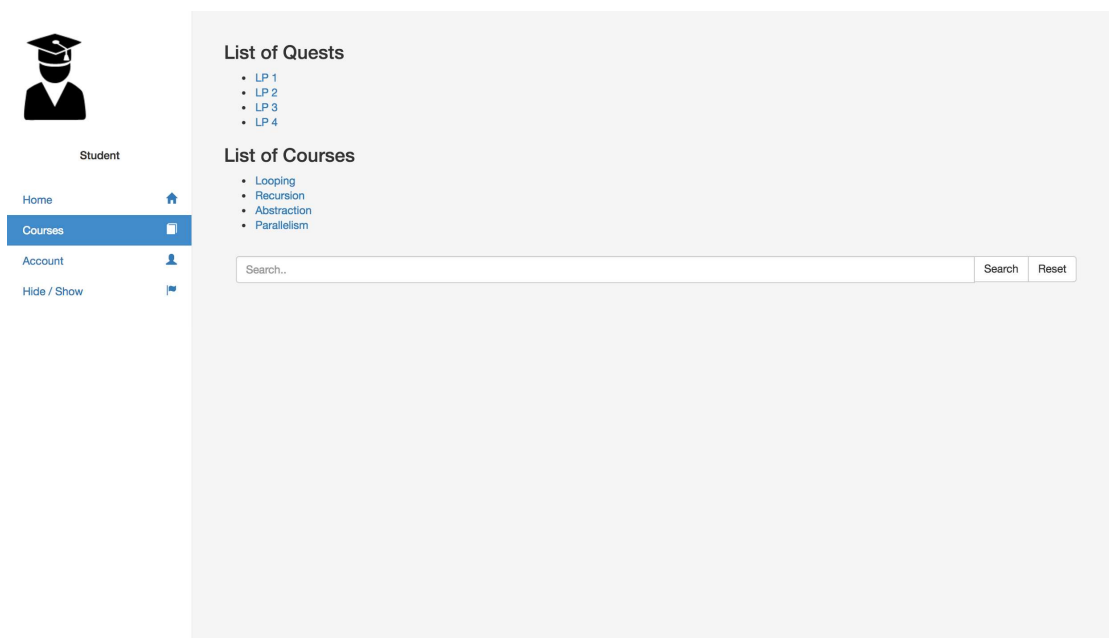 Student
Home
Courses
Account
Hide / Show
List of Quests
LP 1
LP 2
LP 3
LP 4
List of Courses
Looping
Recursion
Abstraction
Parallelism
Search.. Search Reset